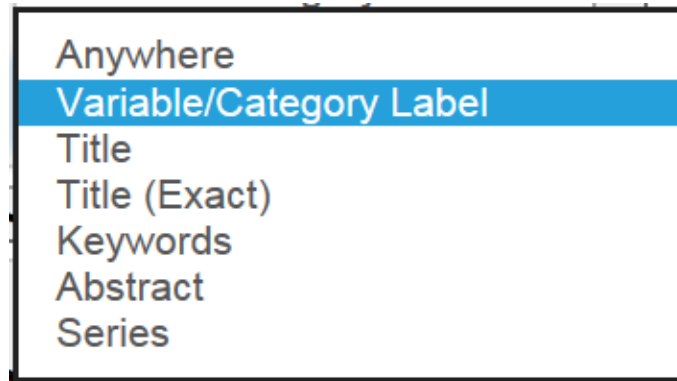 Anywhere
Variable/Category Label
Title
Title (Exact)
Keywords
Abstract
Series